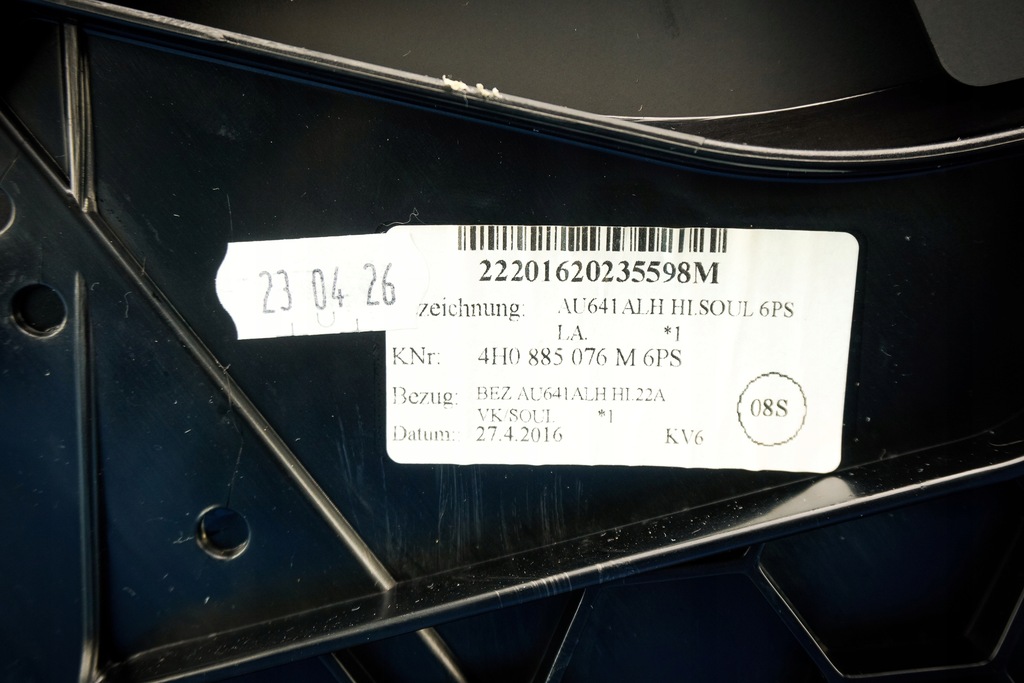 23 04 26
22201620235598M
zeichnung: AU641ALH HI.SOUL 6PS
LA. *1
KNr: 4H0 885 076 M 6PS
Bezug: BEZ AU641ALH HI.22A
VK/SOUL *1
Datum:: 27.4.2016 KV6
08S